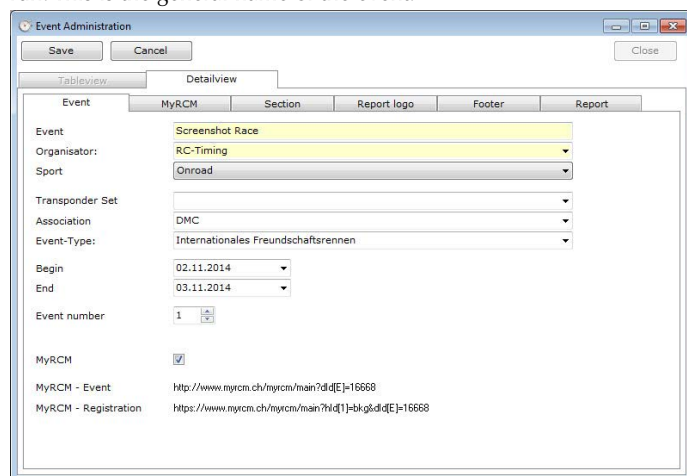 Event Administration
Save Cancel Close
Tableview Detailview
Event MyRCM Section Report logo Footer Report
Event Screenshot Race
Organisator: RC-Timing
Sport Onroad
Transponder Set
Association DMC
Event-Type: Internationales Freundschaftsrennen
Begin 02.11.2014
End 03.11.2014
Event number 1
MyRCM
MyRCM - Event http://www.myrcm.ch/myrcm/main?dId[E]=16668
MyRCM - Registration https://www.myrcm.ch/myrcm/main?hId[1]=bkg&dId[E]=16668